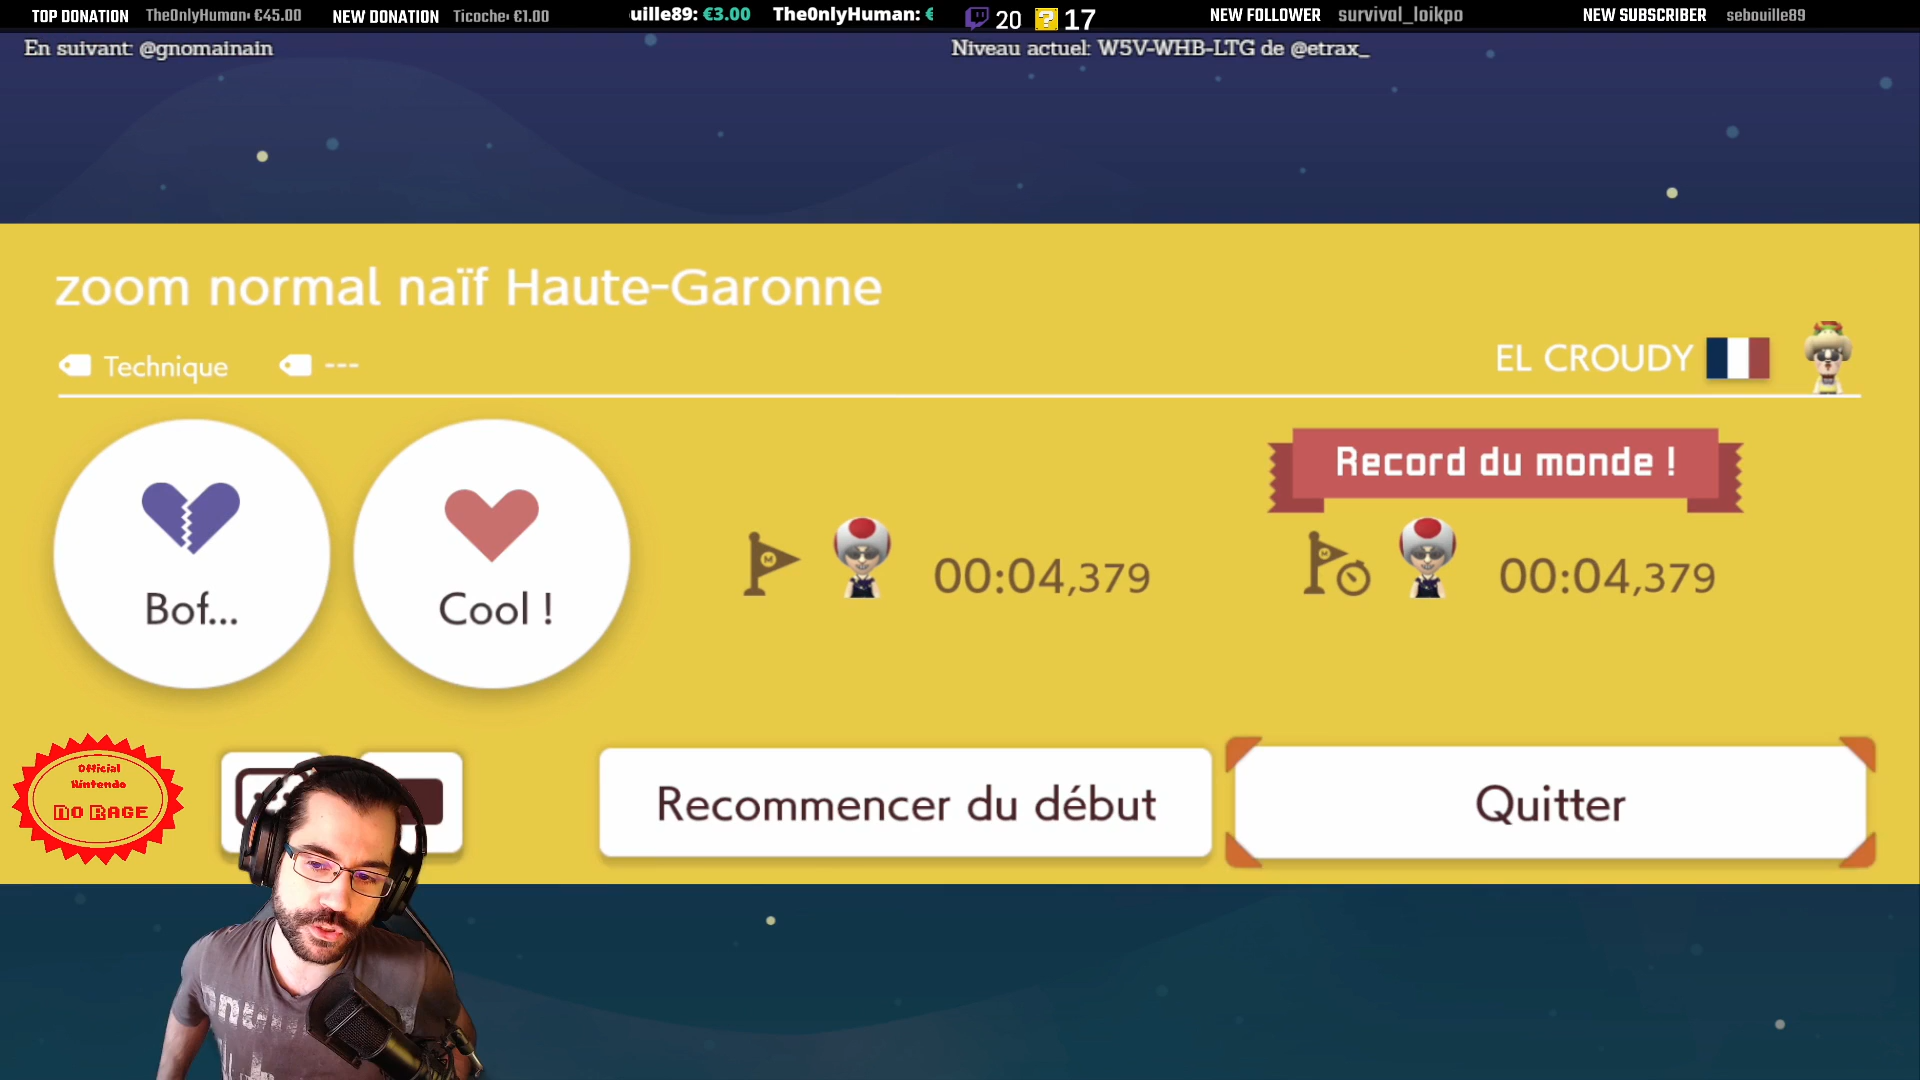 TOP DONATION The0nlyHuman: €45.00 NEW DONATION Ticoche: €1.00 uille89: €3.00 The0nlyHuman: € 20 ? 17 NEW FOLLOWER survival_loikpo NEW SUBSCRIBER sebouille89
En suivant: @gnomainain Niveau actuel: W5V-WHB-LTG de @etrax_
zoom normal naïf Haute-Garonne
Technique --- EL CROUDY
Record du monde !
M 00:04,379 M 00:04,379
Bof... Cool !
Official
Nintendo
No Rage
Recommencer du début Quitter